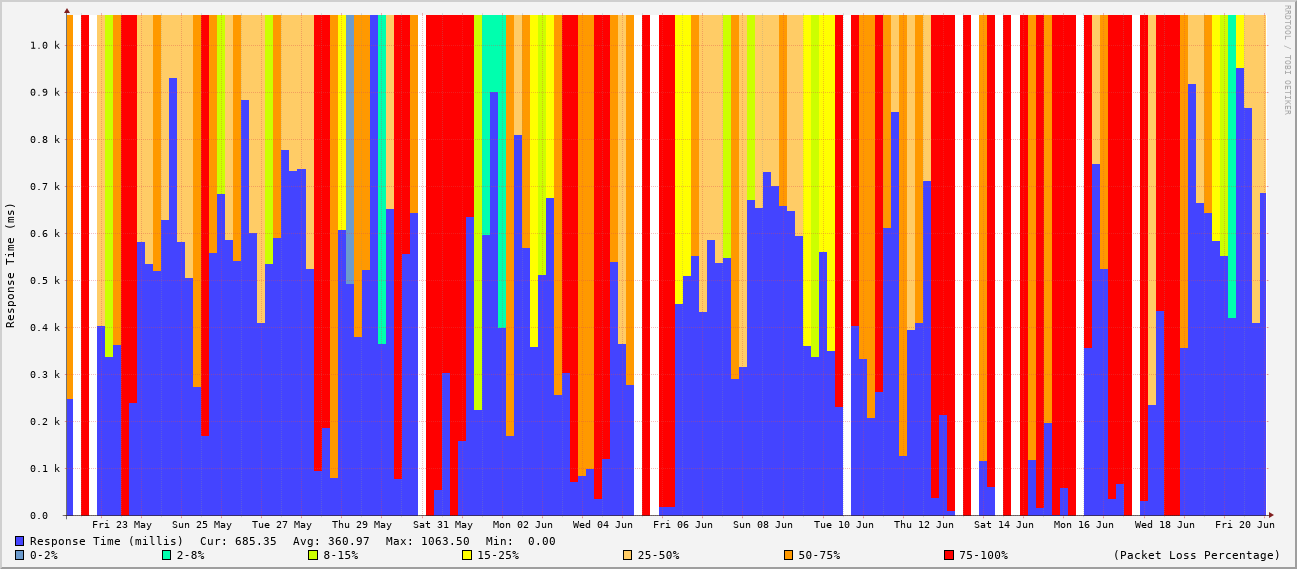 RRDTOOL / TOBI OETIKER
Response Time (ms)
1.0 k
0.9 k
0.8 k
0.7 k
0.6 k
0.5 k
0.4 k
0.3 k
0.2 k
0.1 k
0.0
Fri 23 May Sun 25 May Tue 27 May Thu 29 May Sat 31 May Mon 02 Jun Wed 04 Jun Fri 06 Jun Sun 08 Jun Tue 10 Jun Thu 12 Jun Sat 14 Jun Mon 16 Jun Wed 18 Jun Fri 20 Jun
Response Time (millis) Cur: 685.35 Avg: 360.97 Max: 1063.50 Min: 0.00
0-2% 2-8% 8-15% 15-25% 25-50% 50-75% 75-100% (Packet Loss Percentage)